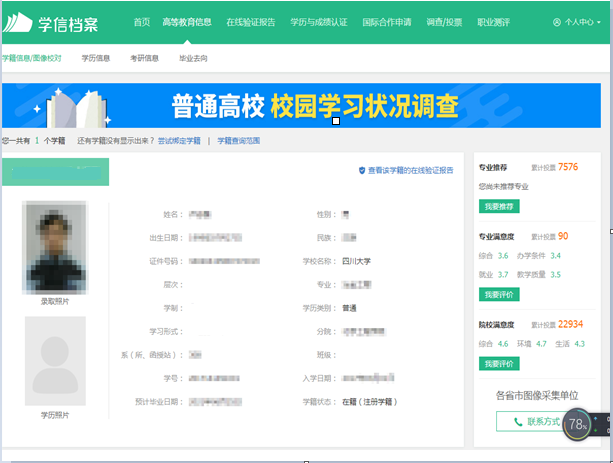 学信档案 首页 高等教育信息 在线验证报告 学历与成绩认证 国际合作申请 调查/投票 职业测评 个人中心
学籍信息/图像校对 学历信息 考研信息 毕业去向
普通高校 校园学习状况调查
您一共有 1 个学籍 还有学籍没有显示出来？ 尝试绑定学籍 | 学籍查询范围
查看该学籍的在线验证报告
录取照片
学历照片
姓名： 性别：
出生日期： 民族：
证件号码： 学校名称： 四川大学
层次： 专业：
学制： 学历类别： 普通
学习形式： 分院：
系（所、函授站）： 班级：
学号： 入学日期：
预计毕业日期： 学籍状态： 在籍（注册学籍）
专业推荐 累计投票 7576
您尚未推荐专业
我要推荐
专业满意度 累计投票 90
综合 3.6 办学条件 3.4
就业 3.7 教学质量 3.5
我要评价
院校满意度 累计投票 22934
综合 4.6 环境 4.7 生活 4.3
我要评价
各省市图像采集单位
联系方式
78%